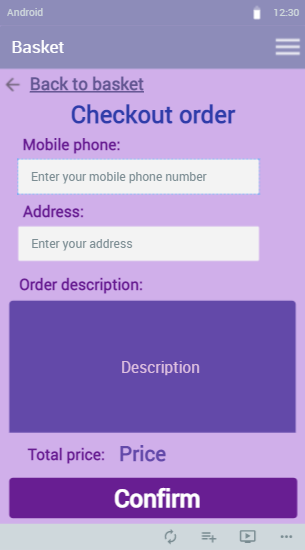 Android 12:30
Basket
Back to basket
Checkout order
Mobile phone:
Enter your mobile phone number
Address:
Enter your address
Order description:
Description
Total price: Price
Confirm